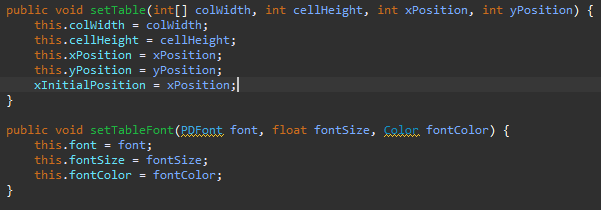 public void setTable(int[] colWidth, int cellHeight, int xPosition, int yPosition) {
this.colWidth = colWidth;
this.cellHeight = cellHeight;
this.xPosition = xPosition;
this.yPosition = yPosition;
xInitialPosition = xPosition;
}
public void setTableFont(PDFont font, float fontSize, Color fontColor) {
this.font = font;
this.fontSize = fontSize;
this.fontColor = fontColor;
}